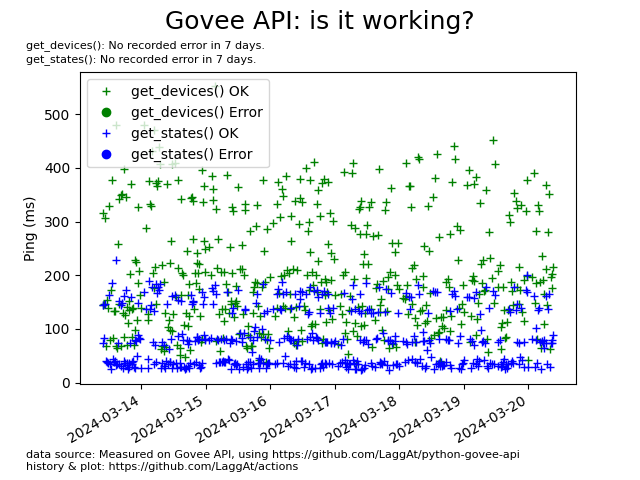 Govee API: is it working?
get_devices(): No recorded error in 7 days.
get_states(): No recorded error in 7 days.
get_devices() OK
get_devices() Error
get_states() OK
get_states() Error
Ping (ms)
500
400
300
200
100
0
2024-03-14
2024-03-15
2024-03-16
2024-03-17
2024-03-18
2024-03-19
2024-03-20
data source: Measured on Govee API, using https://github.com/LaggAt/python-govee-api
history & plot: https://github.com/LaggAt/actions